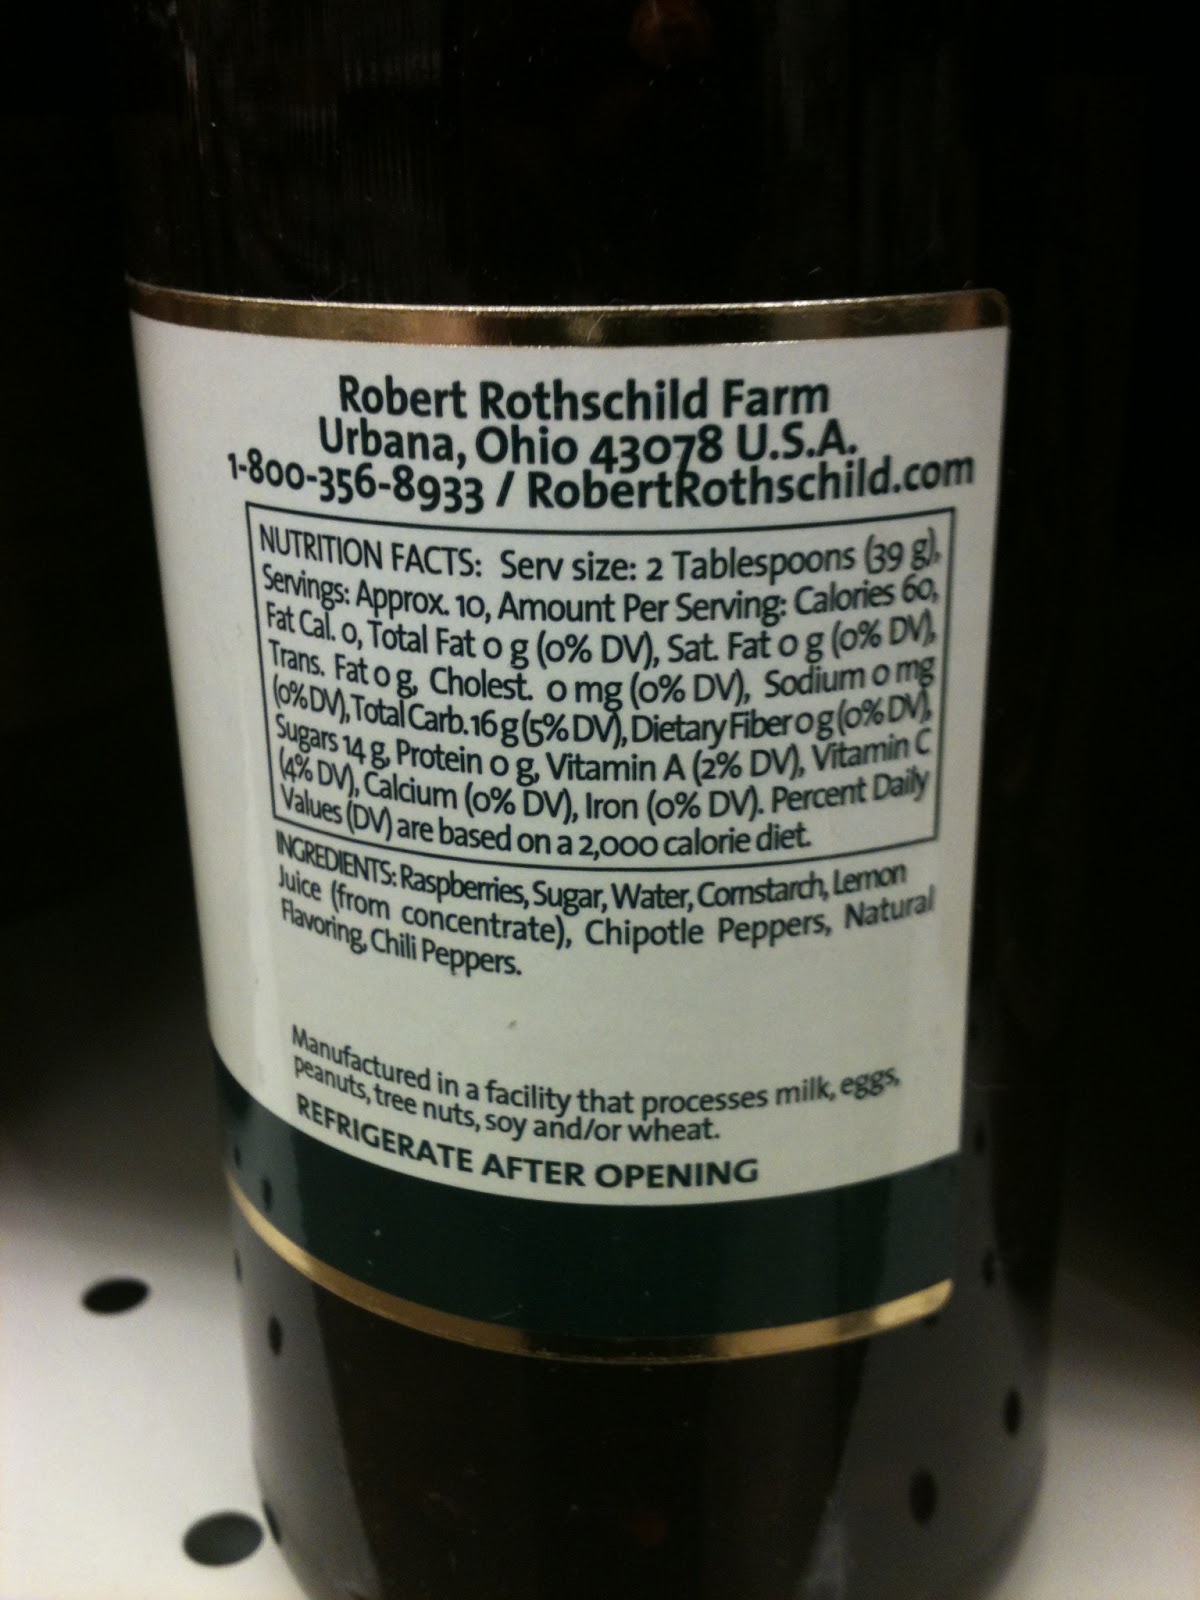 Robert Rothschild Farm
Urbana, Ohio 43078 U.S.A.
1-800-356-8933 / RobertRothschild.com
NUTRITION FACTS: Serv size: 2 Tablespoons (39 g),
Servings: Approx. 10, Amount Per Serving: Calories 60,
Fat Cal. 0, Total Fat 0 g (0% DV), Sat. Fat 0 g (0% DV),
Trans. Fat 0 g, Cholest. 0 mg (0% DV), Sodium 0 mg
(0% DV), Total Carb. 16 g (5% DV), Dietary Fiber 0 g (0% DV),
Sugars 14 g, Protein 0 g, Vitamin A (2% DV), Vitamin C
(4% DV), Calcium (0% DV), Iron (0% DV). Percent Daily
Values (DV) are based on a 2,000 calorie diet.
INGREDIENTS: Raspberries, Sugar, Water, Cornstarch, Lemon
Juice (from concentrate), Chipotle Peppers, Natural
Flavoring, Chili Peppers.
Manufactured in a facility that processes milk, eggs,
peanuts, tree nuts, soy and/or wheat.
REFRIGERATE AFTER OPENING